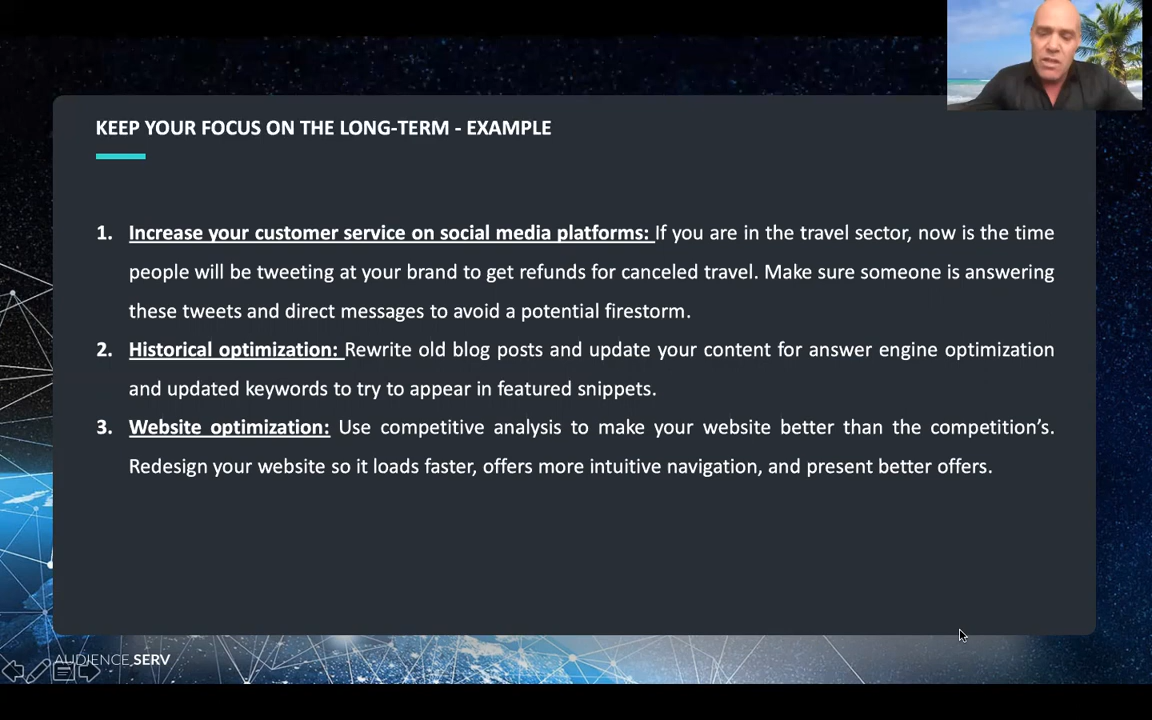 KEEP YOUR FOCUS ON THE LONG-TERM - EXAMPLE
1. Increase your customer service on social media platforms: If you are in the travel sector, now is the time
people will be tweeting at your brand to get refunds for canceled travel. Make sure someone is answering
these tweets and direct messages to avoid a potential firestorm.
2. Historical optimization: Rewrite old blog posts and update your content for answer engine optimization
and updated keywords to try to appear in featured snippets.
3. Website optimization: Use competitive analysis to make your website better than the competition’s.
Redesign your website so it loads faster, offers more intuitive navigation, and present better offers.
AUDIENCE SERV